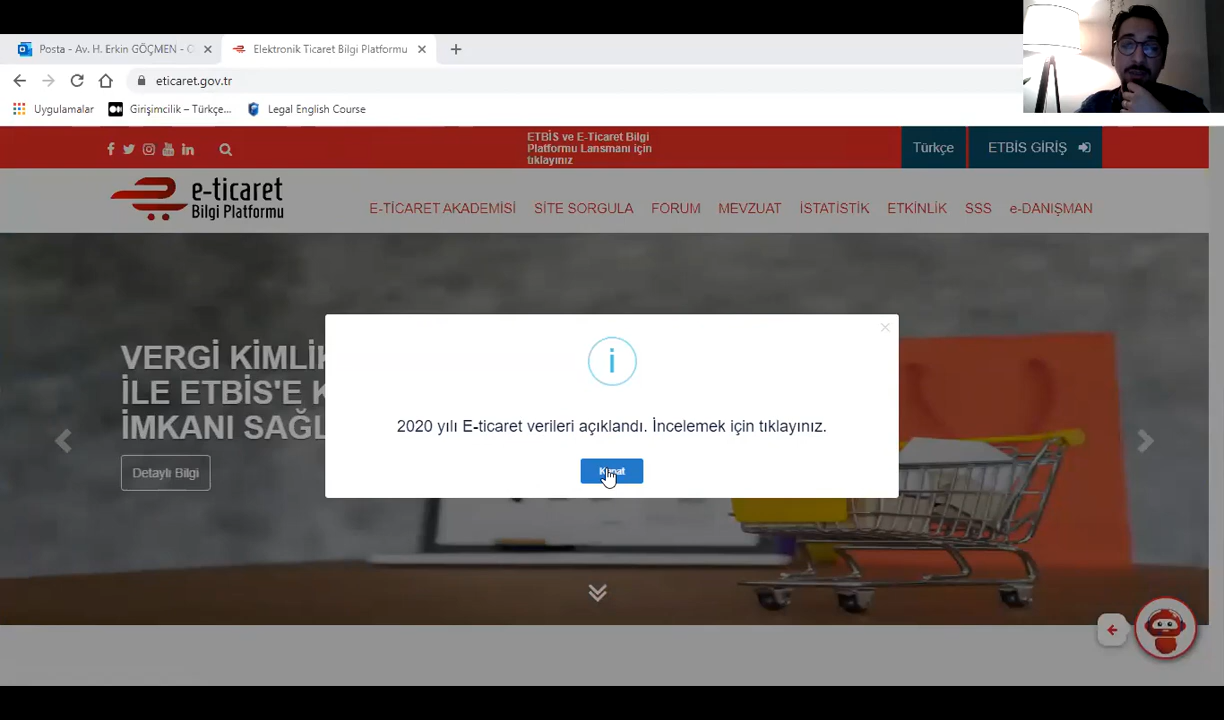 Posta - Av. H. Erkin GÖÇMEN - O
Elektronik Ticaret Bilgi Platformu
eticaret.gov.tr
Uygulamalar
Girişimcilik – Türkçe...
Legal English Course
ETBİS ve E-Ticaret Bilgi
Platformu Lansmanı için
tıklayınız
Türkçe
ETBİS GİRİŞ
e-ticaret
Bilgi Platformu
E-TİCARET AKADEMİSİ SİTE SORGULA FORUM MEVZUAT İSTATİSTİK ETKİNLİK SSS e-DANIŞMAN
VERGİ KİMLİK
İLE ETBİS'E K
İMKANI SAĞL
Detaylı Bilgi
2020 yılı E-ticaret verileri açıklandı. İncelemek için tıklayınız.